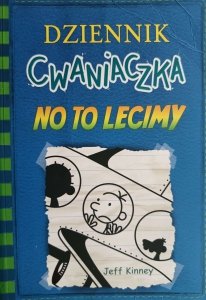 DZIENNIK
CWANIACZKA
NO TO LECIMY
Jeff Kinney